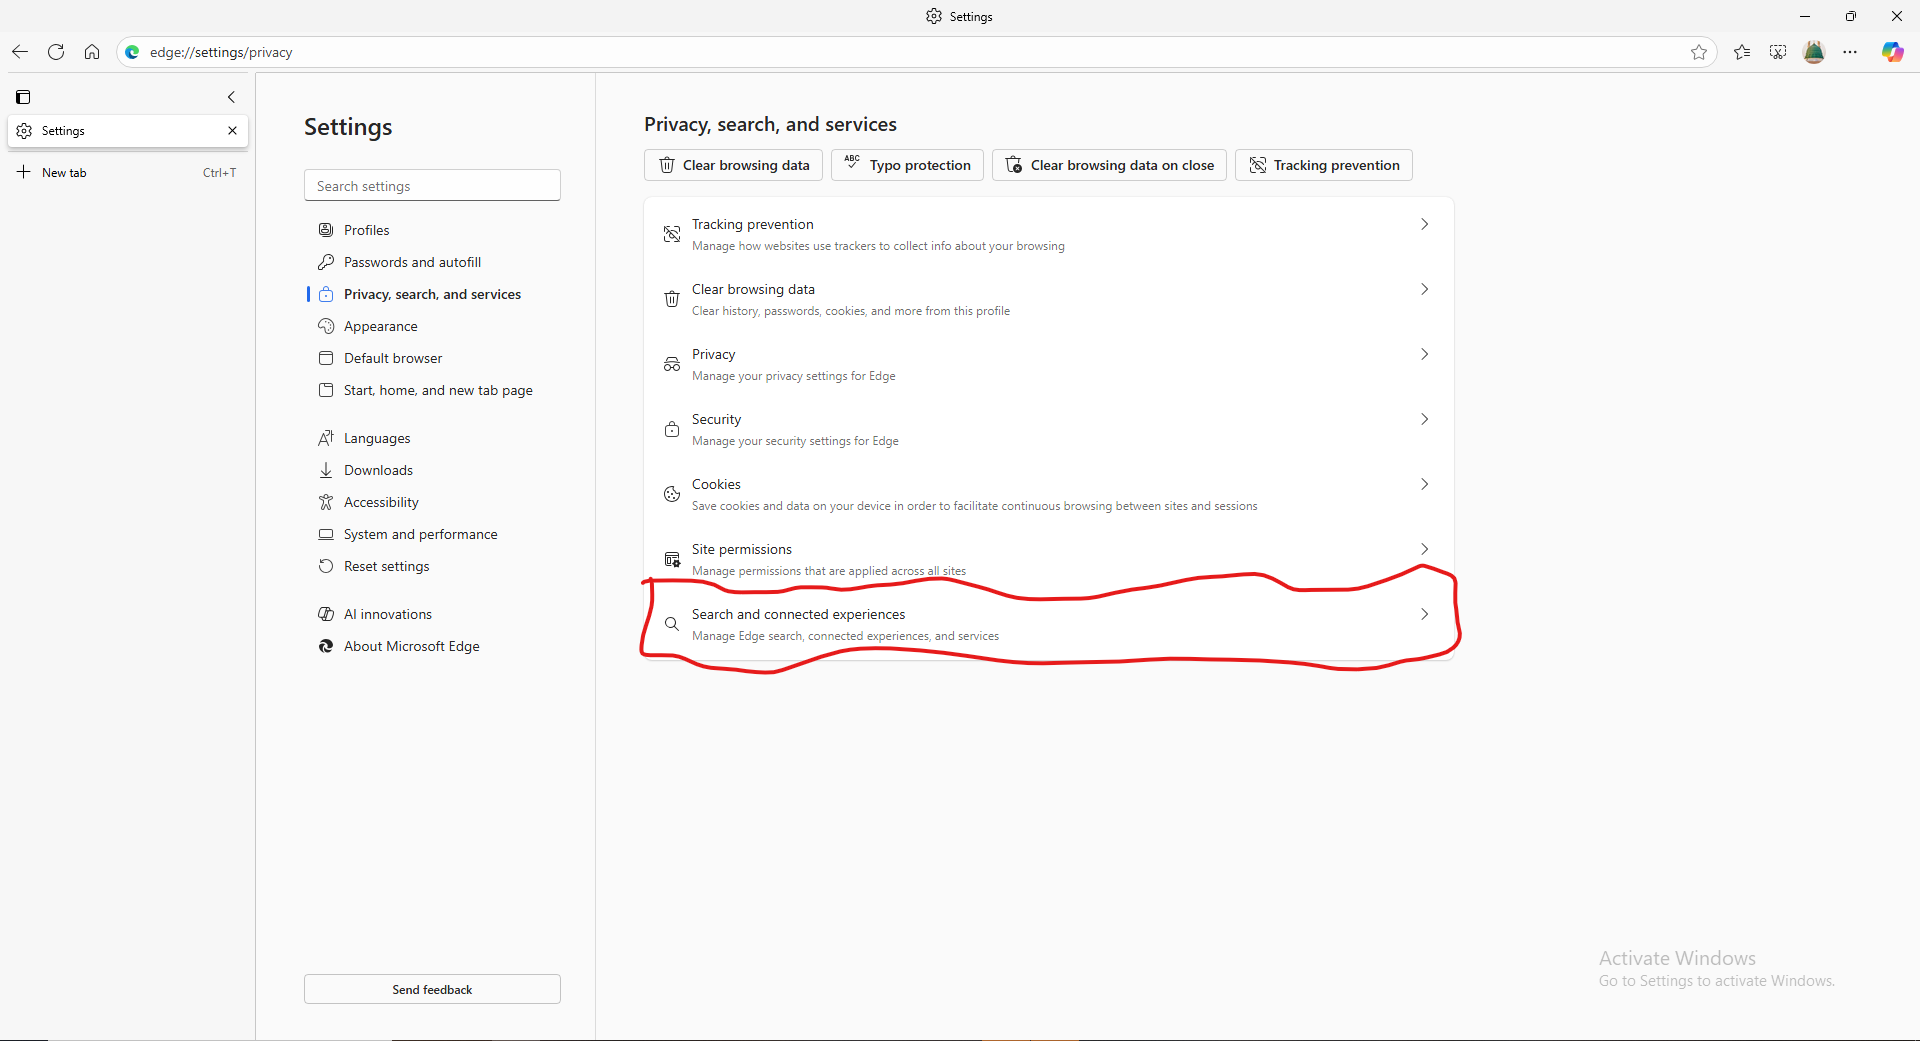 Settings
edge://settings/privacy
Settings
New tab Ctrl+T
Settings
Search settings
Profiles
Passwords and autofill
Privacy, search, and services
Appearance
Default browser
Start, home, and new tab page
Languages
Downloads
Accessibility
System and performance
Reset settings
AI innovations
About Microsoft Edge
Send feedback
Privacy, search, and services
Clear browsing data
ABC Typo protection
Clear browsing data on close
Tracking prevention
Tracking prevention
Manage how websites use trackers to collect info about your browsing
Clear browsing data
Clear history, passwords, cookies, and more from this profile
Privacy
Manage your privacy settings for Edge
Security
Manage your security settings for Edge
Cookies
Save cookies and data on your device in order to facilitate continuous browsing between sites and sessions
Site permissions
Manage permissions that are applied across all sites
Search and connected experiences
Manage Edge search, connected experiences, and services
Activate Windows
Go to Settings to activate Windows.